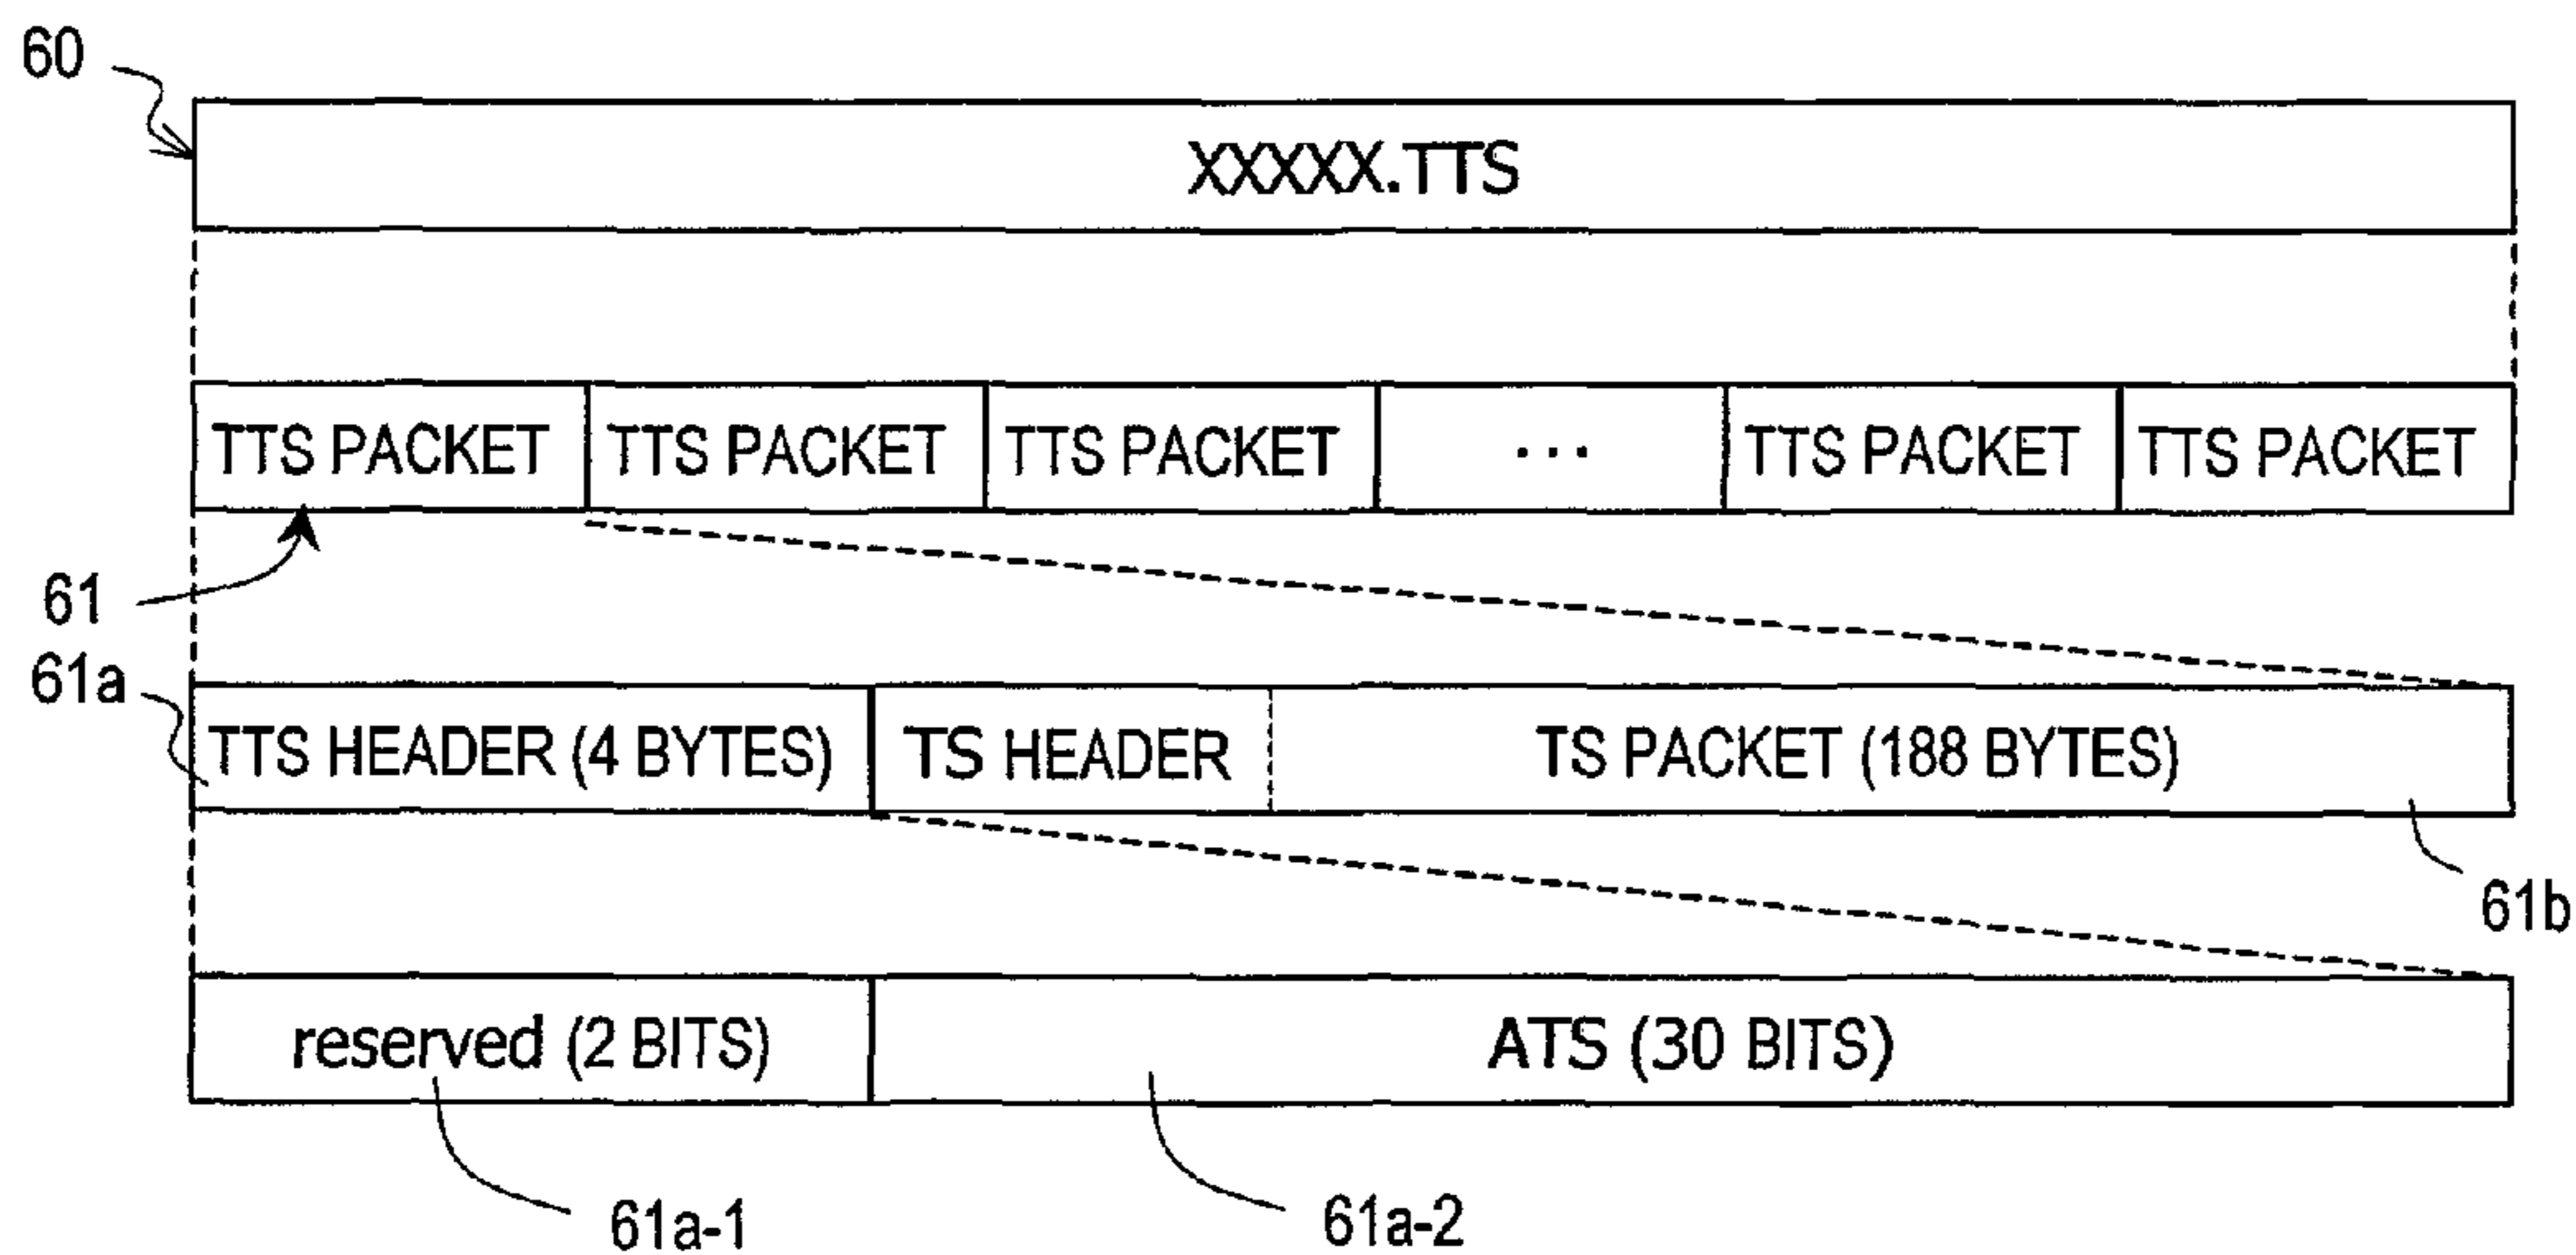 60
XXXXX.TTS
TTS PACKET TTS PACKET TTS PACKET ... TTS PACKET TTS PACKET
61
61a
TTS HEADER (4 BYTES) TS HEADER TS PACKET (188 BYTES)
61b
reserved (2 BITS) ATS (30 BITS)
61a-1 61a-2